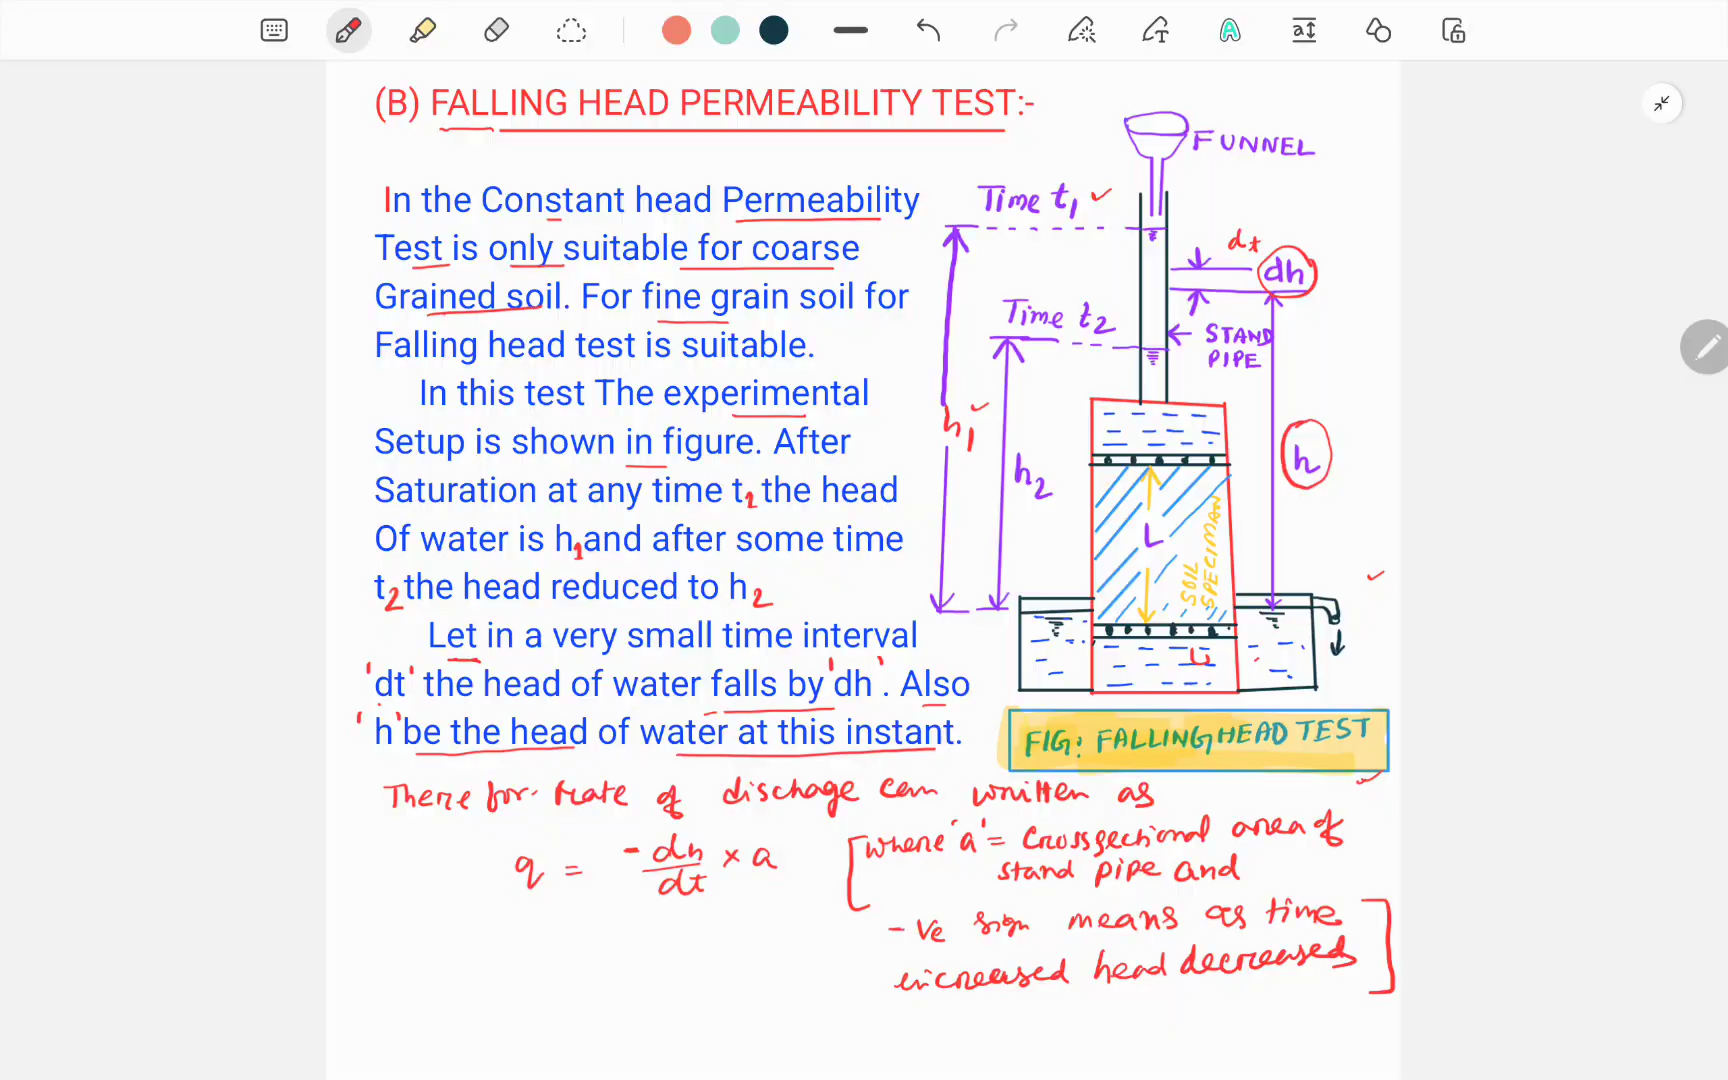 (B) FALLING HEAD PERMEABILITY TEST:-
FUNNEL
In the Constant head Permeability
Test is only suitable for coarse
Grained soil. For fine grain soil for
Falling head test is suitable.
In this test The experimental
Setup is shown in figure. After
Saturation at any time t2 the head
Of water is h1 and after some time
t2 the head reduced to h2
Let in a very small time interval
'dt' the head of water falls by 'dh'. Also
'h' be the head of water at this instant.
Time t1
dt
dh
Time t2
STAND
PIPE
h1
h2
h
L
SOIL
SPECIMAN
FIG: FALLING HEAD TEST
There for rate of dischage can written as
q = -dh/dt × a
[where 'a' = Crossectional area of
stand pipe and
-ve sign means as time
increased head decreased]